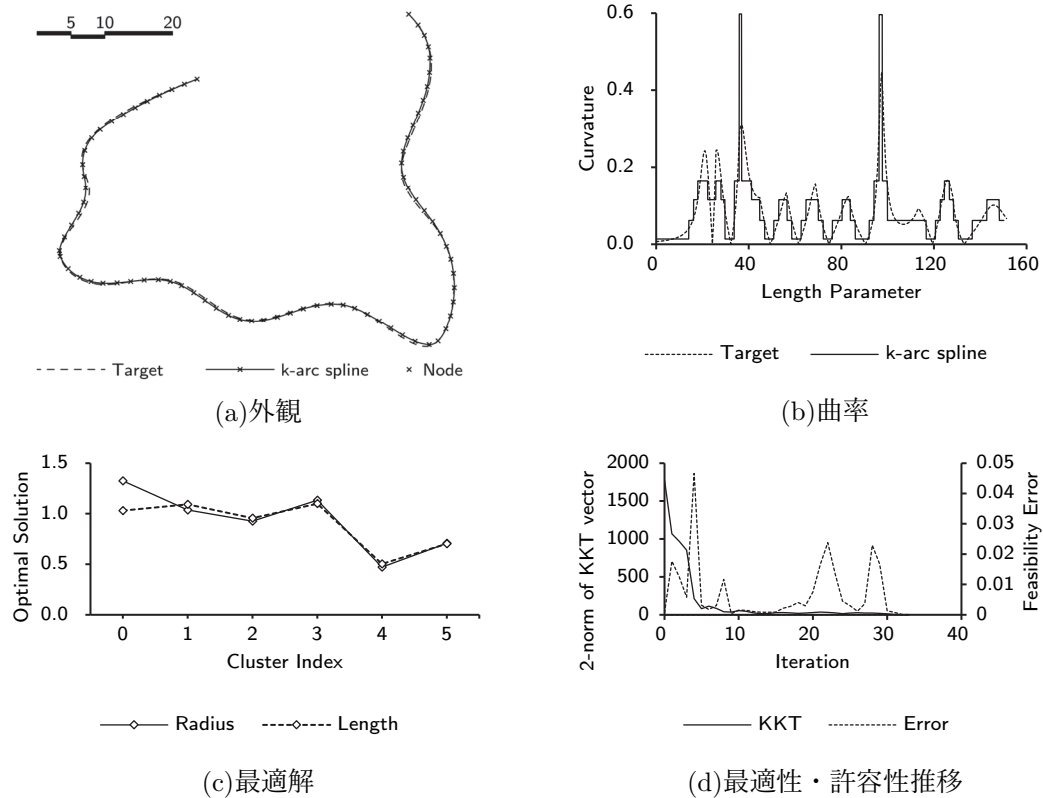 5 10 20
Target k-arc spline Node
(a)外観
0.6
0.4
0.2
0.0
Curvature
0 40 80 120 160
Length Parameter
Target k-arc spline
(b)曲率
1.5
1.0
0.5
0.0
Optimal Solution
0 1 2 3 4 5
Cluster Index
Radius Length
(c)最適解
2000
1500
1000
500
0
2-norm of KKT vector
0.05
0.04
0.03
0.02
0.01
0
Feasibility Error
0 10 20 30 40
Iteration
KKT Error
(d)最適性・許容性推移